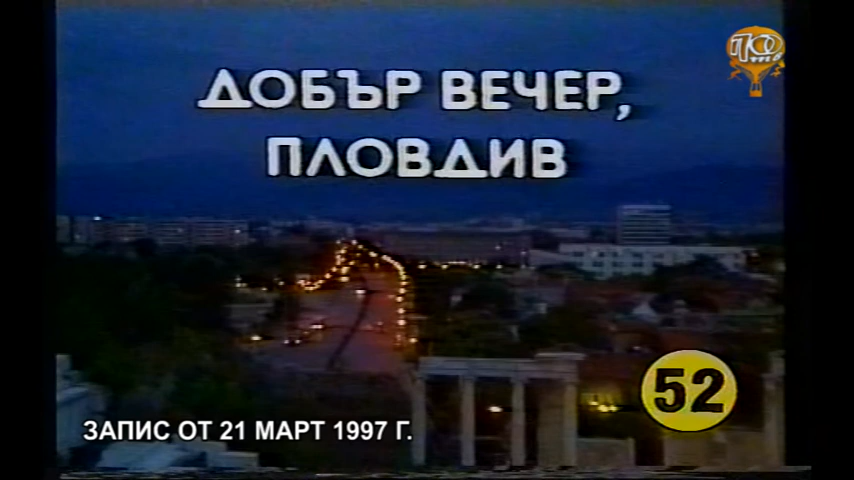 ДОБЪР ВЕЧЕР,
ПЛОВДИВ
52
ЗАПИС ОТ 21 МАРТ 1997 Г.